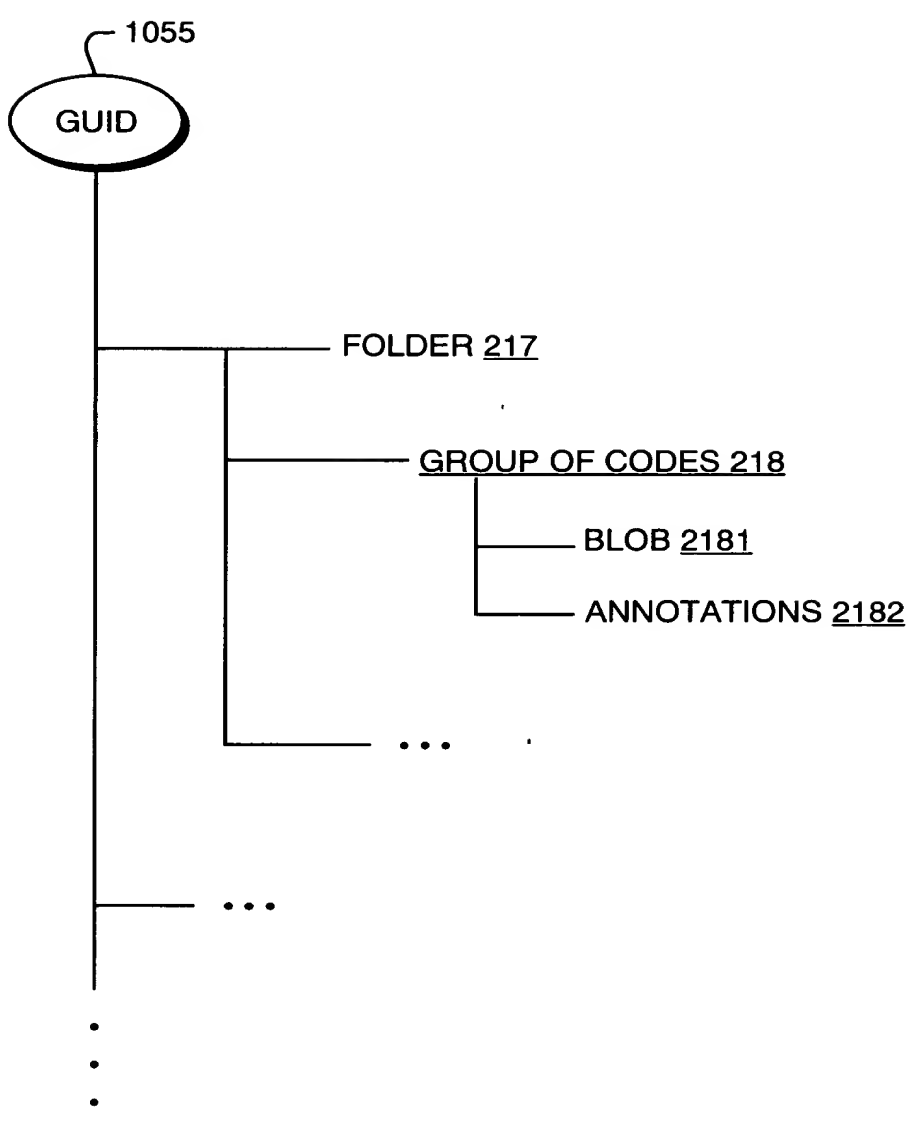 1055
GUID
FOLDER 217
GROUP OF CODES 218
BLOB 2181
ANNOTATIONS 2182
• • •
• • •
•
•
•